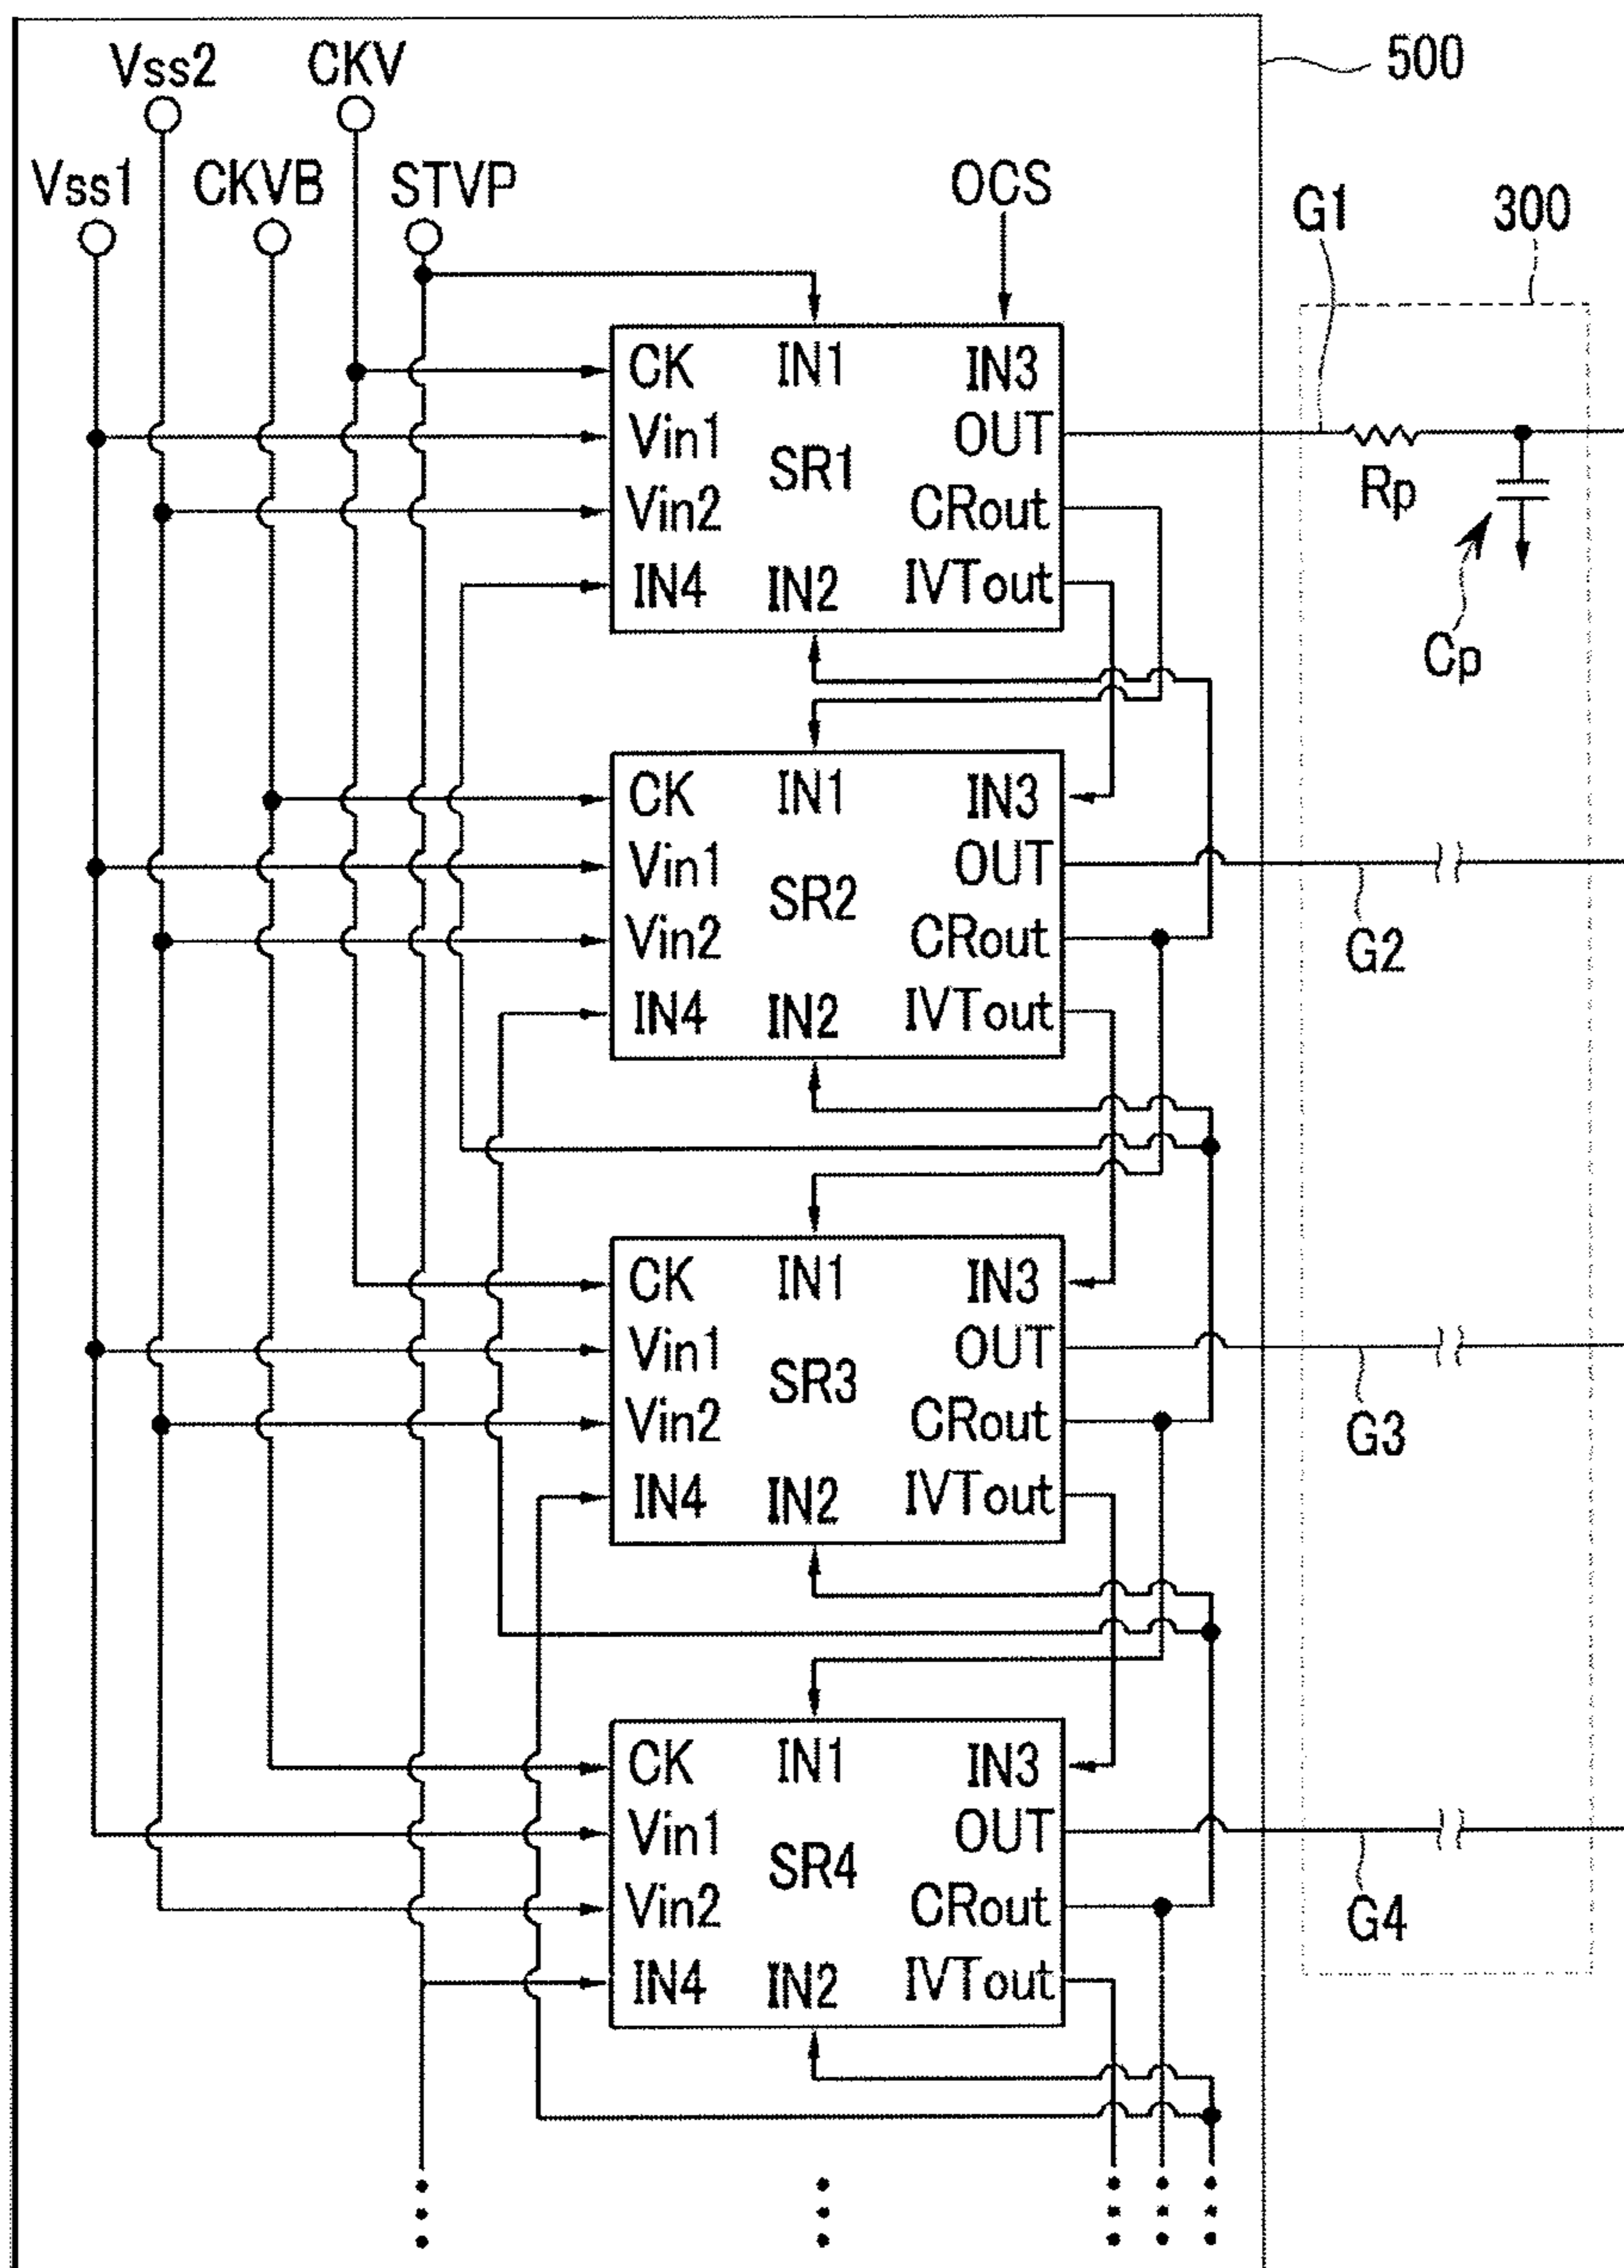 Vss2 CKV 500
Vss1 CKVB STVP OCS G1 300
CK IN1 IN3
Vin1 OUT
SR1
Vin2 CRout Rp
IN4 IN2 IVTout
Cp
CK IN1 IN3
Vin1 OUT
SR2
Vin2 CRout G2
IN4 IN2 IVTout
CK IN1 IN3
Vin1 OUT
SR3
Vin2 CRout G3
IN4 IN2 IVTout
CK IN1 IN3
Vin1 OUT
SR4
Vin2 CRout G4
IN4 IN2 IVTout